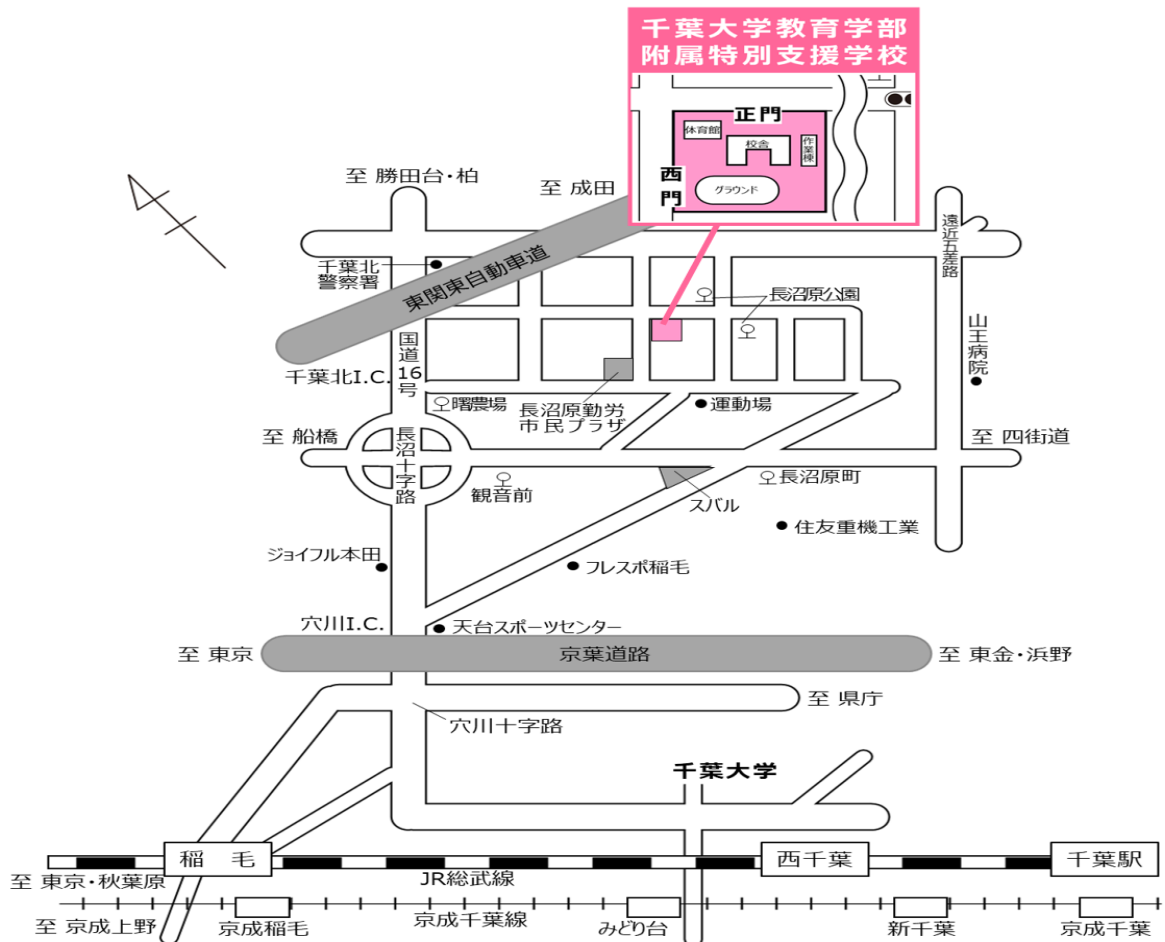 千葉大学教育学部
附属特別支援学校
正門
体育館
校舎
作業棟
西門
グラウンド
至 勝田台・柏
至 成田
遠近五差路
千葉北
警察署
東関東自動車道
長沼原公園
山王病院
国道16号
千葉北I.C.
曙農場
長沼原勤労
市民プラザ
運動場
至 船橋
長沼十字路
至 四街道
観音前
スバル
長沼原町
住友重機工業
ジョイフル本田
フレスポ稲毛
穴川I.C.
天台スポーツセンター
至 東京
京葉道路
至 東金・浜野
至 県庁
穴川十字路
千葉大学
稲 毛
西千葉
千葉駅
至 東京・秋葉原
JR総武線
至 京成上野
京成稲毛
京成千葉線
みどり台
新千葉
京成千葉